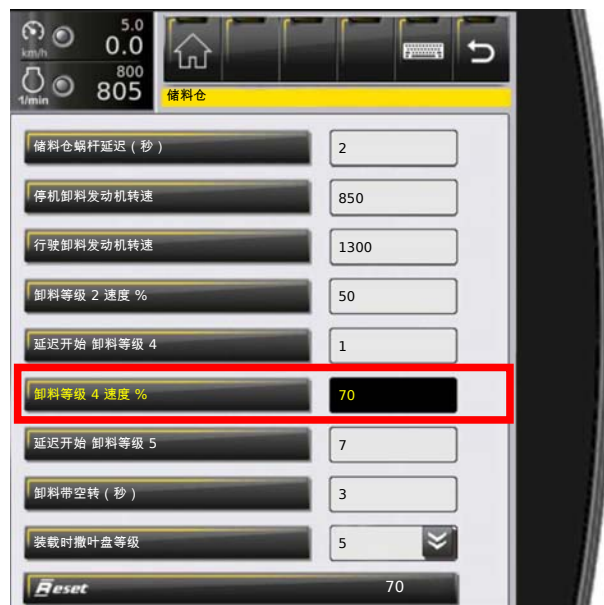 5.0
km/h 0.0
800
1/min 805
储料仓
储料仓蜗杆延迟（秒） 2
停机卸料发动机转速 850
行驶卸料发动机转速 1300
卸料等级 2 速度 % 50
延迟开始 卸料等级 4 1
卸料等级 4 速度 % 70
延迟开始 卸料等级 5 7
卸料带空转（秒） 3
装载时撒叶盘等级 5
Reset 70